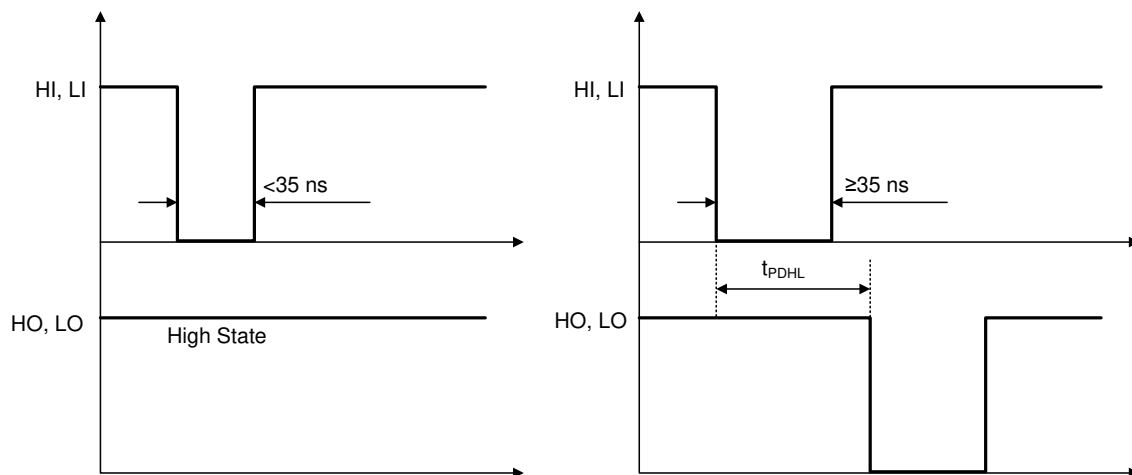 HI, LI
<35 ns
HO, LO
High State
HI, LI
≥35 ns
tPDHL
HO, LO